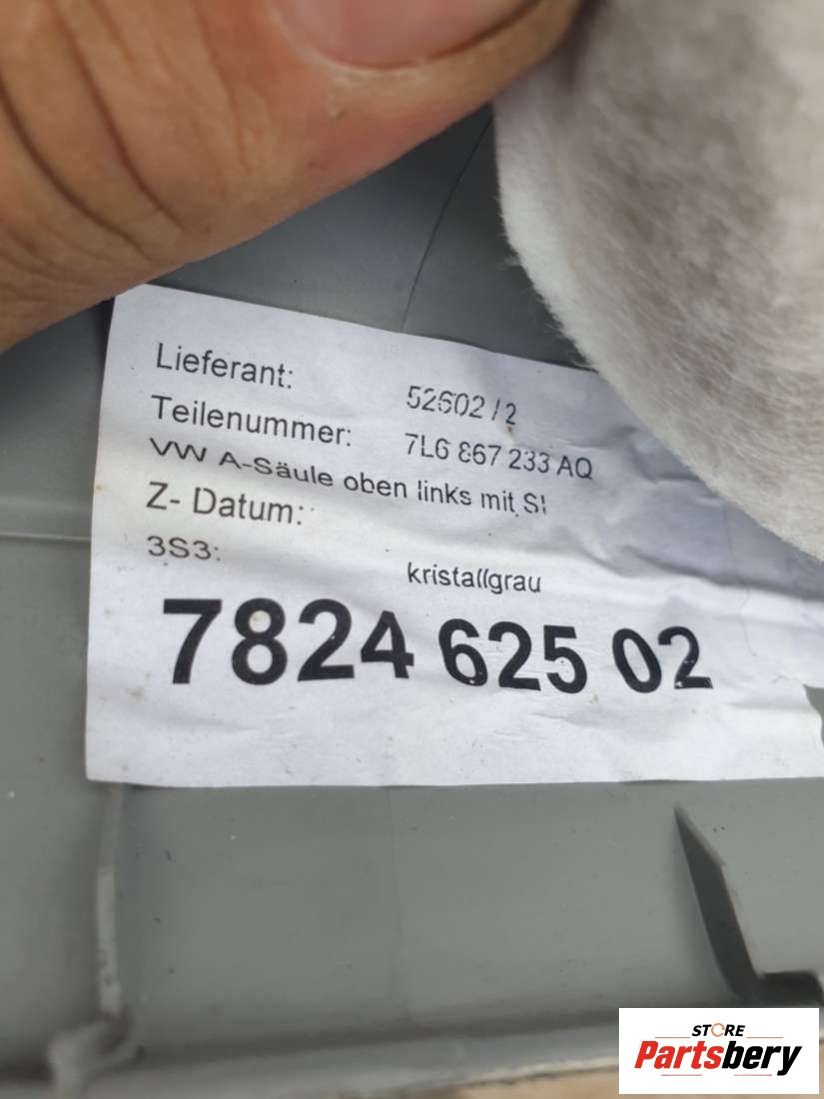 Lieferant: 52602 / 2
Teilenummer: 7L6 867 233 AQ
VW A-Säule oben links mit SI
Z- Datum:
3S3: kristallgrau
7824 625 02
STORE
Partsbery